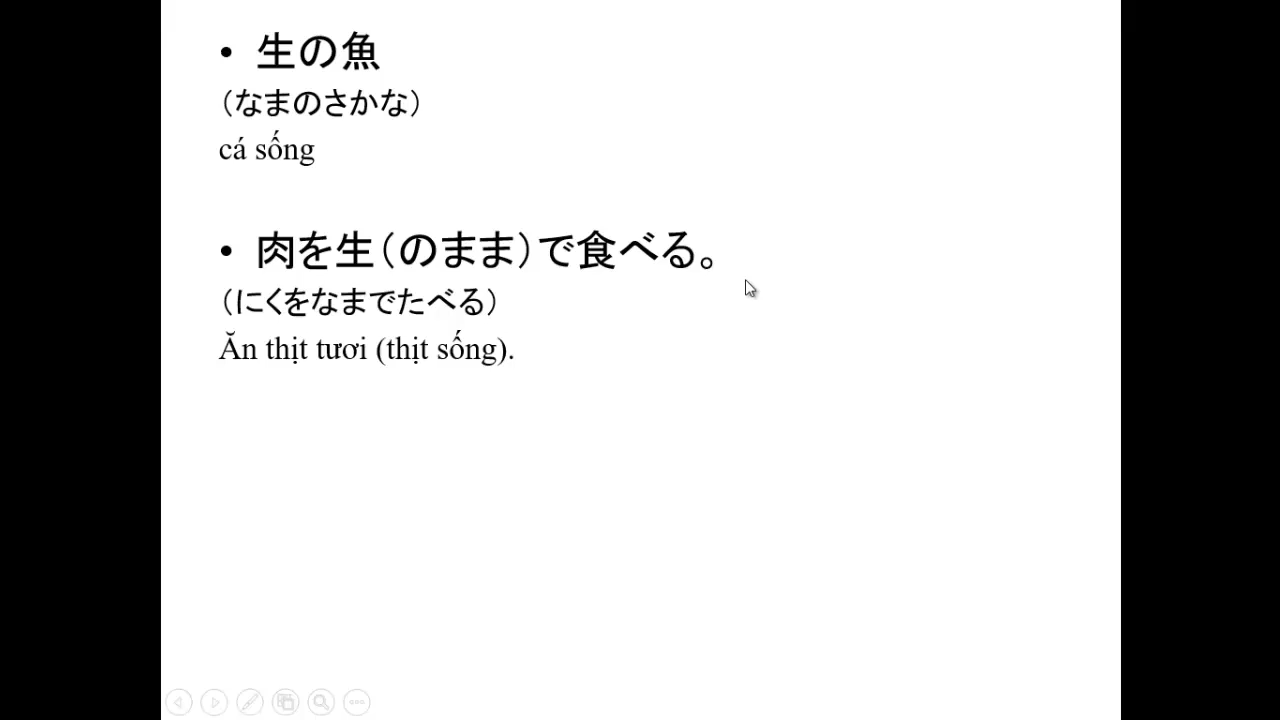 • 生の魚
（なまのさかな）
cá sống
• 肉を生（のまま）で食べる。
（にくをなまでたべる）
Ăn thịt tươi (thịt sống).